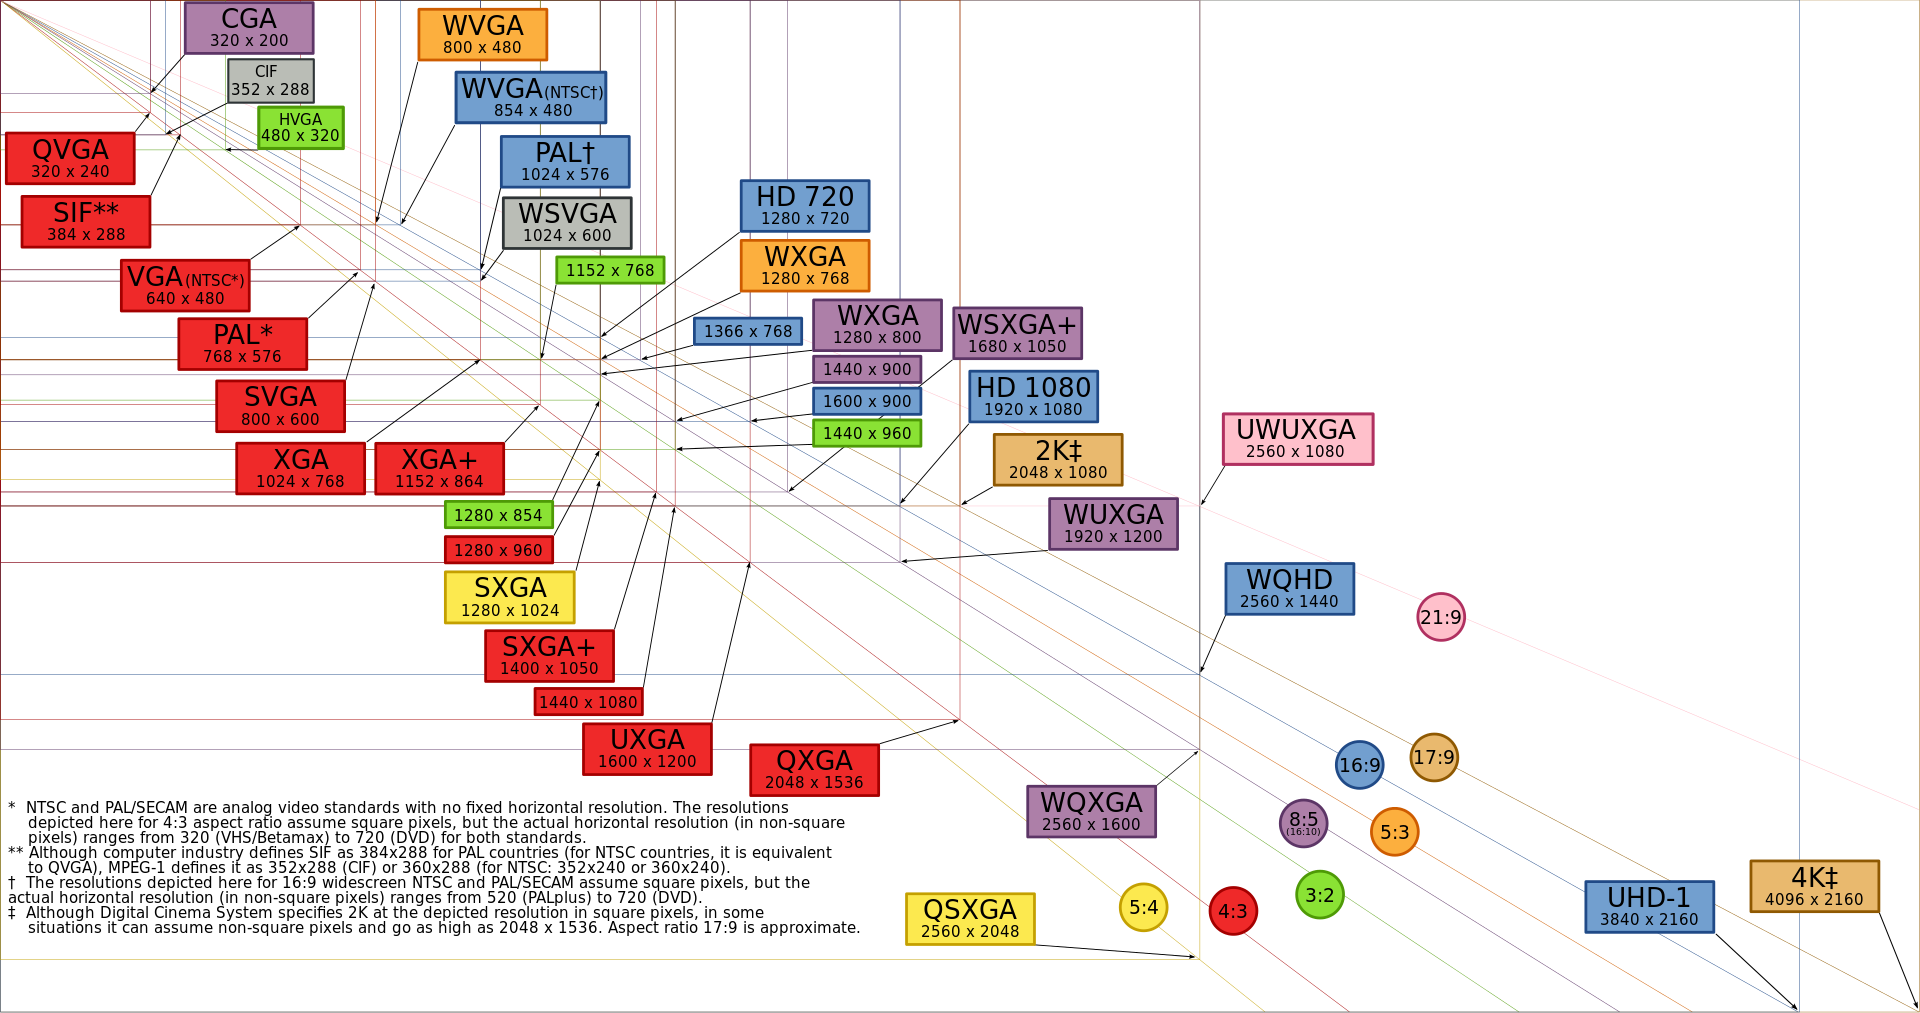 CGA
320 x 200
CIF
352 x 288
HVGA
480 x 320
QVGA
320 x 240
SIF**
384 x 288
VGA(NTSC*)
640 x 480
PAL*
768 x 576
SVGA
800 x 600
XGA
1024 x 768
XGA+
1152 x 864
1280 x 854
1280 x 960
SXGA
1280 x 1024
SXGA+
1400 x 1050
1440 x 1080
UXGA
1600 x 1200
QXGA
2048 x 1536
WVGA
800 x 480
WVGA(NTSC†)
854 x 480
PAL†
1024 x 576
WSVGA
1024 x 600
1152 x 768
HD 720
1280 x 720
WXGA
1280 x 768
1366 x 768
WXGA
1280 x 800
1440 x 900
1600 x 900
1440 x 960
WSXGA+
1680 x 1050
HD 1080
1920 x 1080
2K‡
2048 x 1080
WUXGA
1920 x 1200
UWUXGA
2560 x 1080
WQHD
2560 x 1440
21:9
16:9
17:9
8:5
(16:10)
5:3
3:2
4:3
5:4
WQXGA
2560 x 1600
QSXGA
2560 x 2048
UHD-1
3840 x 2160
4K‡
4096 x 2160
* NTSC and PAL/SECAM are analog video standards with no fixed horizontal resolution. The resolutions
depicted here for 4:3 aspect ratio assume square pixels, but the actual horizontal resolution (in non-square
pixels) ranges from 320 (VHS/Betamax) to 720 (DVD) for both standards.
** Although computer industry defines SIF as 384x288 for PAL countries (for NTSC countries, it is equivalent
to QVGA), MPEG-1 defines it as 352x288 (CIF) or 360x288 (for NTSC: 352x240 or 360x240).
† The resolutions depicted here for 16:9 widescreen NTSC and PAL/SECAM assume square pixels, but the
actual horizontal resolution (in non-square pixels) ranges from 520 (PALplus) to 720 (DVD).
‡ Although Digital Cinema System specifies 2K at the depicted resolution in square pixels, in some
situations it can assume non-square pixels and go as high as 2048 x 1536. Aspect ratio 17:9 is approximate.